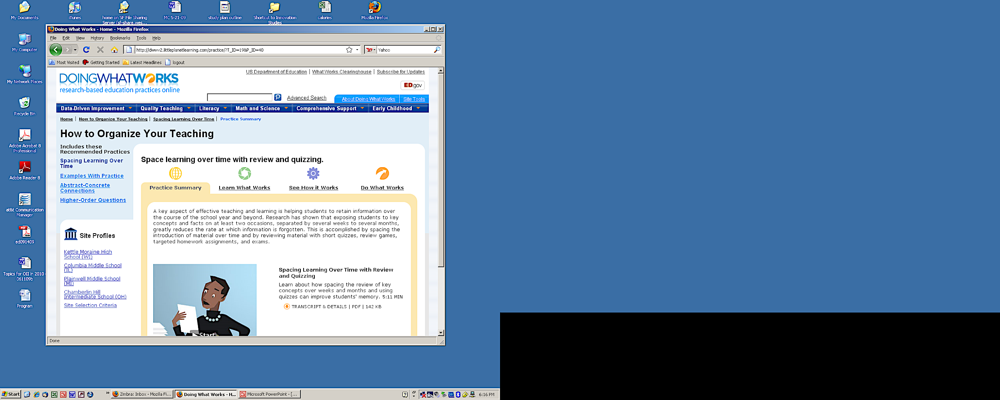 My Documents
iTunes
home on SF File Sharing
Server (sf-share.wes...
MC 5-21-09
study plan outline
Shortcut to Innovation
Studies
calories
Mozilla Firefox
My Computer
My Network Places
Recycle Bin
Adobe Acrobat 8
Professional
Adobe Reader 8
at&t Communication
Manager
ed091409
Topics for OII in 2010 -
061109b
Program
Doing What Works - Home - Mozilla Firefox
File Edit View History Bookmarks Tools Help
http://dwwv2.littleplanetlearning.com/practice/?T_ID=19&P_ID=40
Yahoo
Most Visited Getting Started Latest Headlines logout
US Department of Education | What Works Clearinghouse | Subscribe for Updates
DOINGWHATWORKS
research-based education practices online
ED.gov
Advanced Search
About Doing What Works Site Tools
Data-Driven Improvement Quality Teaching Literacy Math and Science Comprehensive Support Early Childhood
Home | How to Organize Your Teaching | Spacing Learning Over Time | Practice Summary
How to Organize Your Teaching
Includes these
Recommended Practices
Spacing Learning Over
Time
Examples With Practice
Abstract-Concrete
Connections
Higher-Order Questions
Site Profiles
Kettle Moraine High
School (WI)
Columbia Middle School
(IL)
Plainwell Middle School
(MI)
Chamberlin Hill
Intermediate School (OH)
Site Selection Criteria
Space learning over time with review and quizzing.
Practice Summary Learn What Works See How it Works Do What Works
A key aspect of effective teaching and learning is helping students to retain information over
the course of the school year and beyond. Research has shown that exposing students to key
concepts and facts on at least two occasions, separated by several weeks to several months,
greatly reduces the rate at which information is forgotten. This is accomplished by spacing the
introduction of material over time and by reviewing material with short quizzes, review games,
targeted homework assignments, and exams.
Start
Spacing Learning Over Time with Review
and Quizzing
Learn about how spacing the review of key
concepts over weeks and months and using
quizzes can improve students' memory. 5:11 MIN
TRANSCRIPT & DETAILS | PDF | 142 KB
Done
Start
Zimbra: Inbox - Mozilla Fi...
Doing What Works - H...
Microsoft PowerPoint - [...
6:16 PM